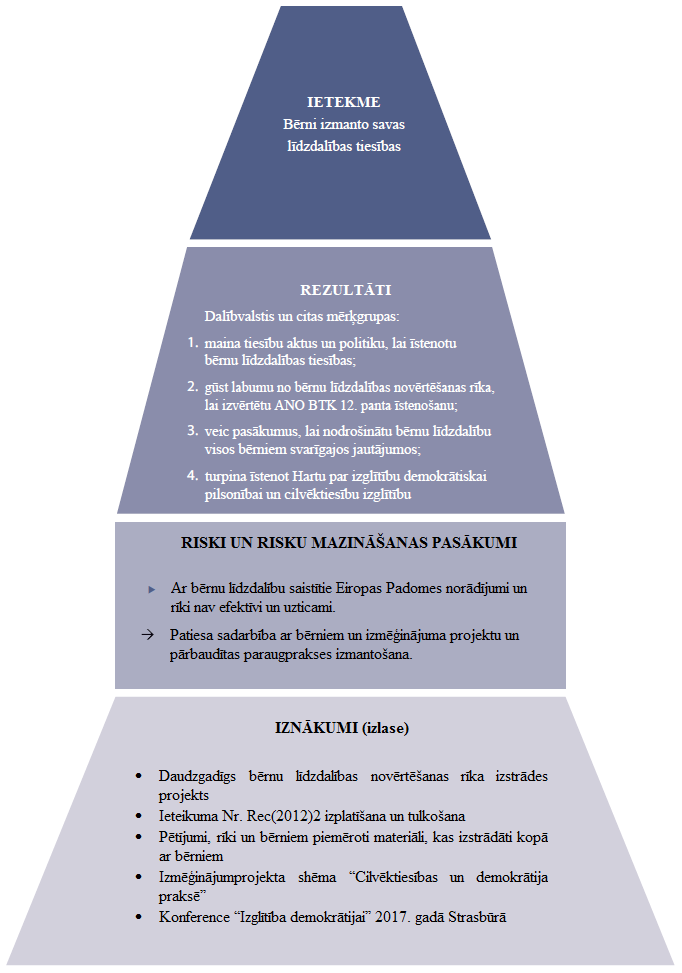 IETEKME
Bērni izmanto savas
līdzdalības tiesības
REZULTĀTI
Dalībvalstis un citas mērķgrupas:
1. maina tiesību aktus un politiku, lai īstenotu
bērnu līdzdalības tiesības;
2. gūst labumu no bērnu līdzdalības novērtēšanas rīka,
lai izvērtētu ANO BTK 12. panta īstenošanu;
3. veic pasākumus, lai nodrošinātu bērnu līdzdalību
visos bērniem svarīgajos jautājumos;
4. turpina īstenot Hartu par izglītību demokrātiskai
pilsonībai un cilvēktiesību izglītību
RISKI UN RISKU MAZINĀŠANAS PASĀKUMI
▶ Ar bērnu līdzdalību saistītie Eiropas Padomes norādījumi un
rīki nav efektīvi un uzticami.
→ Patiesa sadarbība ar bērniem un izmēģinājuma projektu un
pārbaudītas paraugprakses izmantošana.
IZNĀKUMI (izlase)
• Daudzgadīgs bērnu līdzdalības novērtēšanas rīka izstrādes
projekts
• Ieteikuma Nr. Rec(2012)2 izplatīšana un tulkošana
• Pētījumi, rīki un bērniem piemēroti materiāli, kas izstrādāti kopā
ar bērniem
• Izmēģinājumprojekta shēma “Cilvēktiesības un demokrātija
praksē”
• Konference “Izglītība demokrātijai” 2017. gadā Strasbūrā